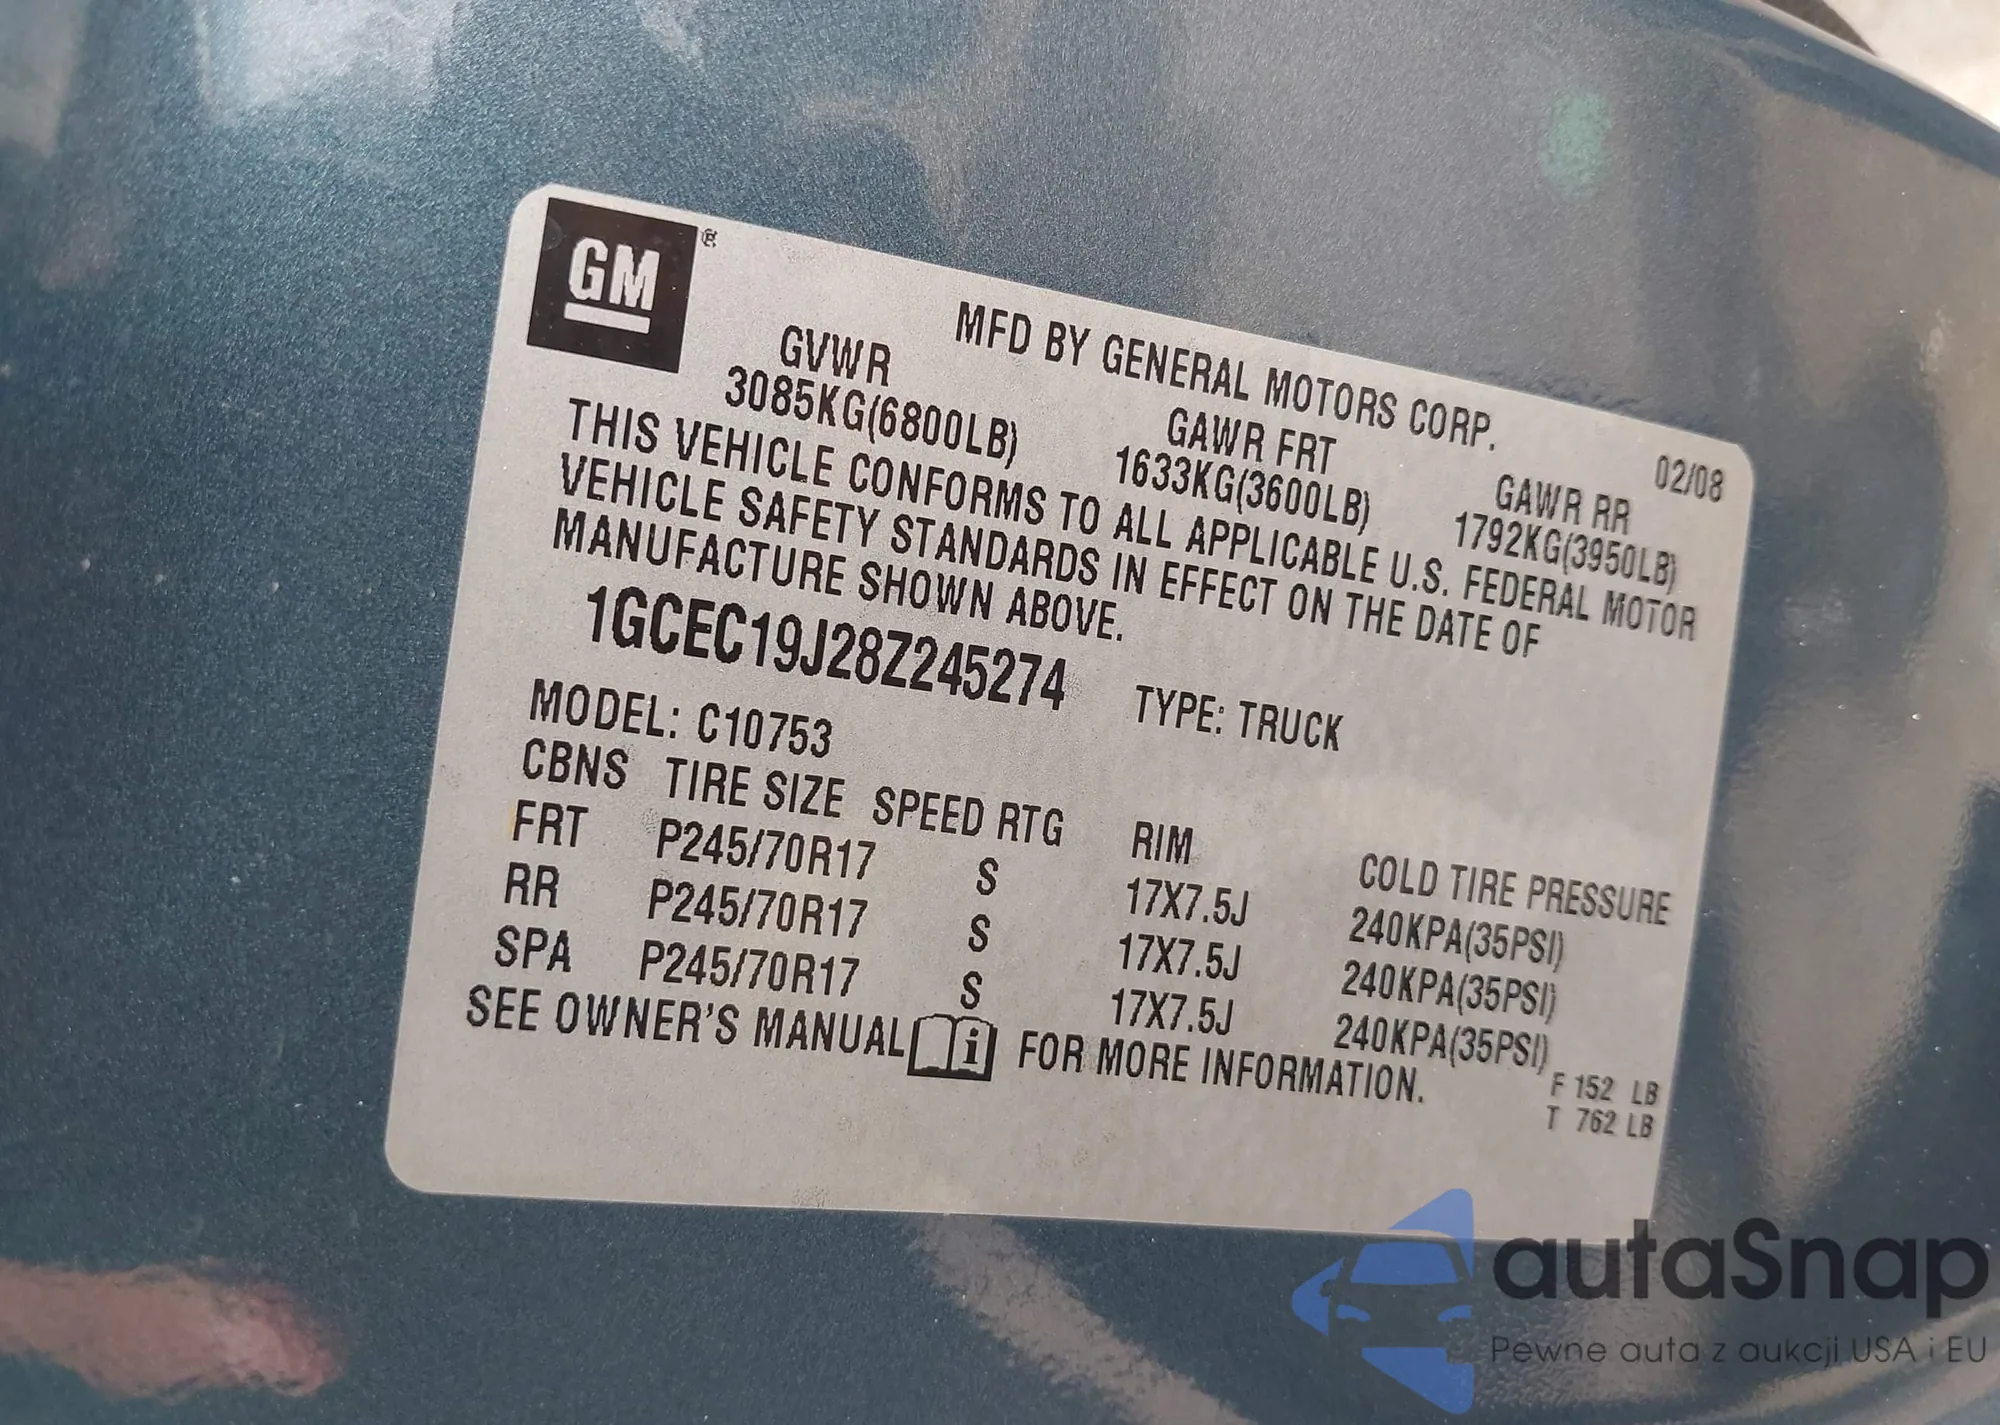 GM®
MFD BY GENERAL MOTORS CORP. 02/08
GVWR GAWR FRT GAWR RR
3085KG(6800LB) 1633KG(3600LB) 1792KG(3950LB)
THIS VEHICLE CONFORMS TO ALL APPLICABLE U.S. FEDERAL MOTOR
VEHICLE SAFETY STANDARDS IN EFFECT ON THE DATE OF
MANUFACTURE SHOWN ABOVE.
1GCEC19J28Z245274 TYPE: TRUCK
MODEL: C10753
CBNS TIRE SIZE SPEED RTG RIM COLD TIRE PRESSURE
FRT P245/70R17 S 17X7.5J 240KPA(35PSI)
RR P245/70R17 S 17X7.5J 240KPA(35PSI)
SPA P245/70R17 S 17X7.5J 240KPA(35PSI)
SEE OWNER'S MANUAL i FOR MORE INFORMATION.
F 152 LB
T 762 LB
autaSnap
Pewne auta z aukcji USA i EU